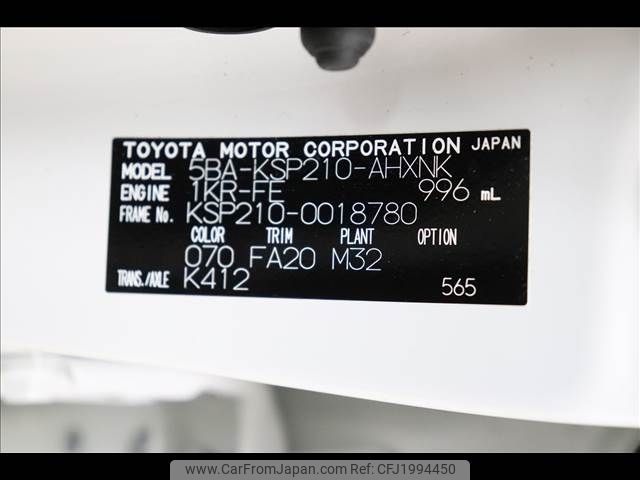 TOYOTA MOTOR CORPORATION JAPAN
MODEL 5BA-KSP210-AHXNK
ENGINE 1KR-FE 996 mL
FRAME No. KSP210-0018780
COLOR TRIM PLANT OPTION
070 FA20 M32
TRANS./AXLE K412
565
www.CarFromJapan.com CFJ1994450